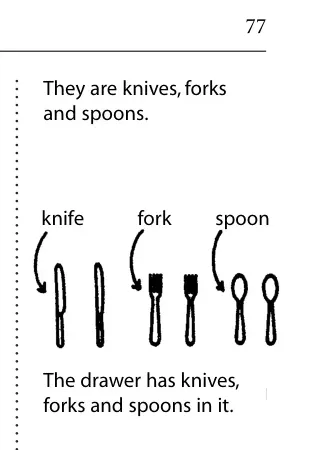 77
They are knives, forks
and spoons.
knife fork spoon
The drawer has knives,
forks and spoons in it.